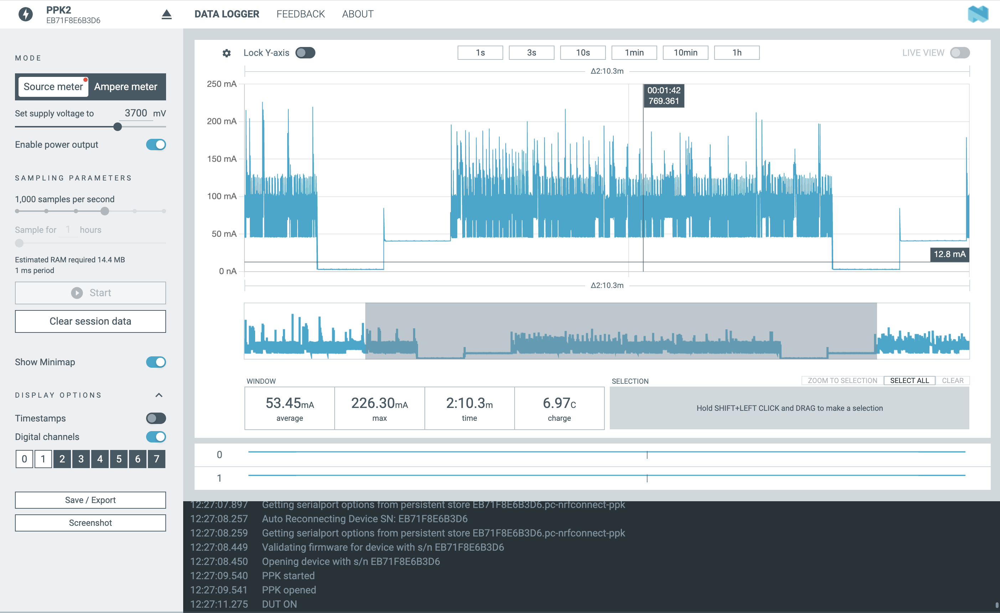 PPK2
EB71F8E6B3D6
DATA LOGGER FEEDBACK ABOUT
MODE
Source meter Ampere meter
Set supply voltage to 3700 mV
Enable power output
SAMPLING PARAMETERS
1,000 samples per second
Sample for 1 hours
Estimated RAM required 14.4 MB
1 ms period
Start
Clear session data
Show Minimap
DISPLAY OPTIONS
Timestamps
Digital channels
0 1 2 3 4 5 6 7
Save / Export
Screenshot
Lock Y-axis 1s 3s 10s 1min 10min 1h LIVE VIEW
Δ2:10.3m
250 mA
200 mA
150 mA
100 mA
50 mA
0 nA
00:01:42
769.361
12.8 mA
Δ2:10.3m
WINDOW
53.45mA 226.30mA 2:10.3m 6.97C
average max time charge
SELECTION ZOOM TO SELECTION SELECT ALL CLEAR
Hold SHIFT+LEFT CLICK and DRAG to make a selection
0
1
12:27:07.897 Getting serialport options from persistent store EB71F8E6B3D6.pc-nrfconnect-ppk
12:27:08.257 Auto Reconnecting Device SN: EB71F8E6B3D6
12:27:08.259 Getting serialport options from persistent store EB71F8E6B3D6.pc-nrfconnect-ppk
12:27:08.449 Validating firmware for device with s/n EB71F8E6B3D6
12:27:08.450 Opening device with s/n EB71F8E6B3D6
12:27:09.540 PPK started
12:27:09.541 PPK opened
12:27:11.275 DUT ON